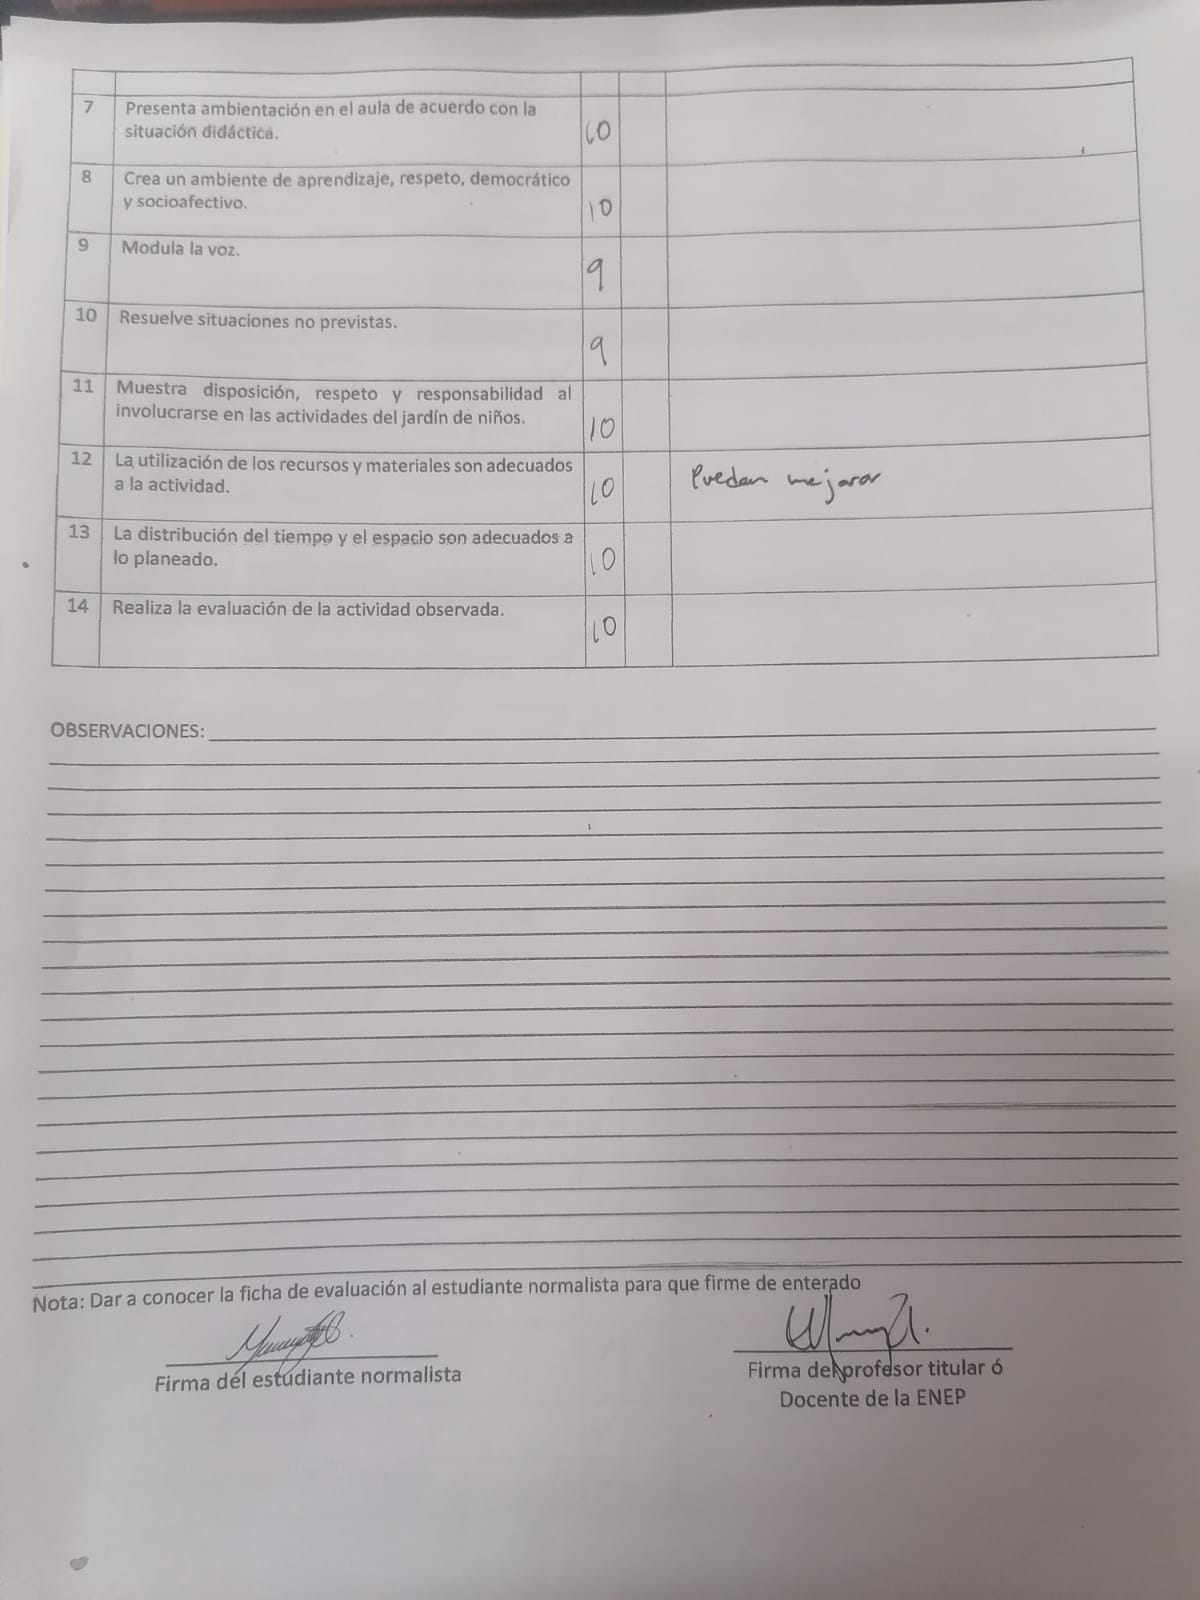 7 Presenta ambientación en el aula de acuerdo con la
situación didáctica. 10
8 Crea un ambiente de aprendizaje, respeto, democrático
y socioafectivo. 10
9 Modula la voz. 9
10 Resuelve situaciones no previstas. 9
11 Muestra disposición, respeto y responsabilidad al
involucrarse en las actividades del jardín de niños. 10
12 La utilización de los recursos y materiales son adecuados
a la actividad. 10 Pueden mejorar
13 La distribución del tiempo y el espacio son adecuados a
lo planeado. 10
14 Realiza la evaluación de la actividad observada. 10
OBSERVACIONES:
Nota: Dar a conocer la ficha de evaluación al estudiante normalista para que firme de enterado
Firma del estudiante normalista
Firma del profesor titular ó
Docente de la ENEP